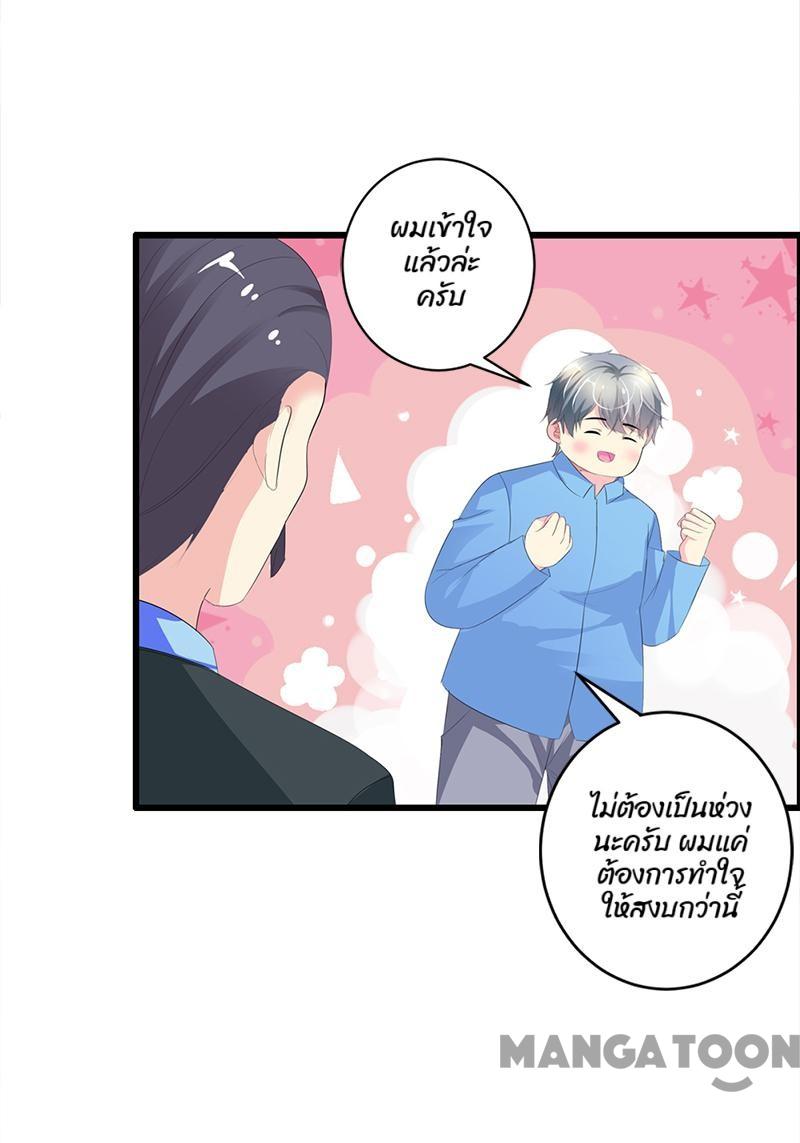 ผมเข้าใจ
แล้วล่ะ
ครับ
ไม่ต้องเป็นห่วง
นะครับ ผมแค่
ต้องการทำใจ
ให้สงบกว่านี้
MANGATOON